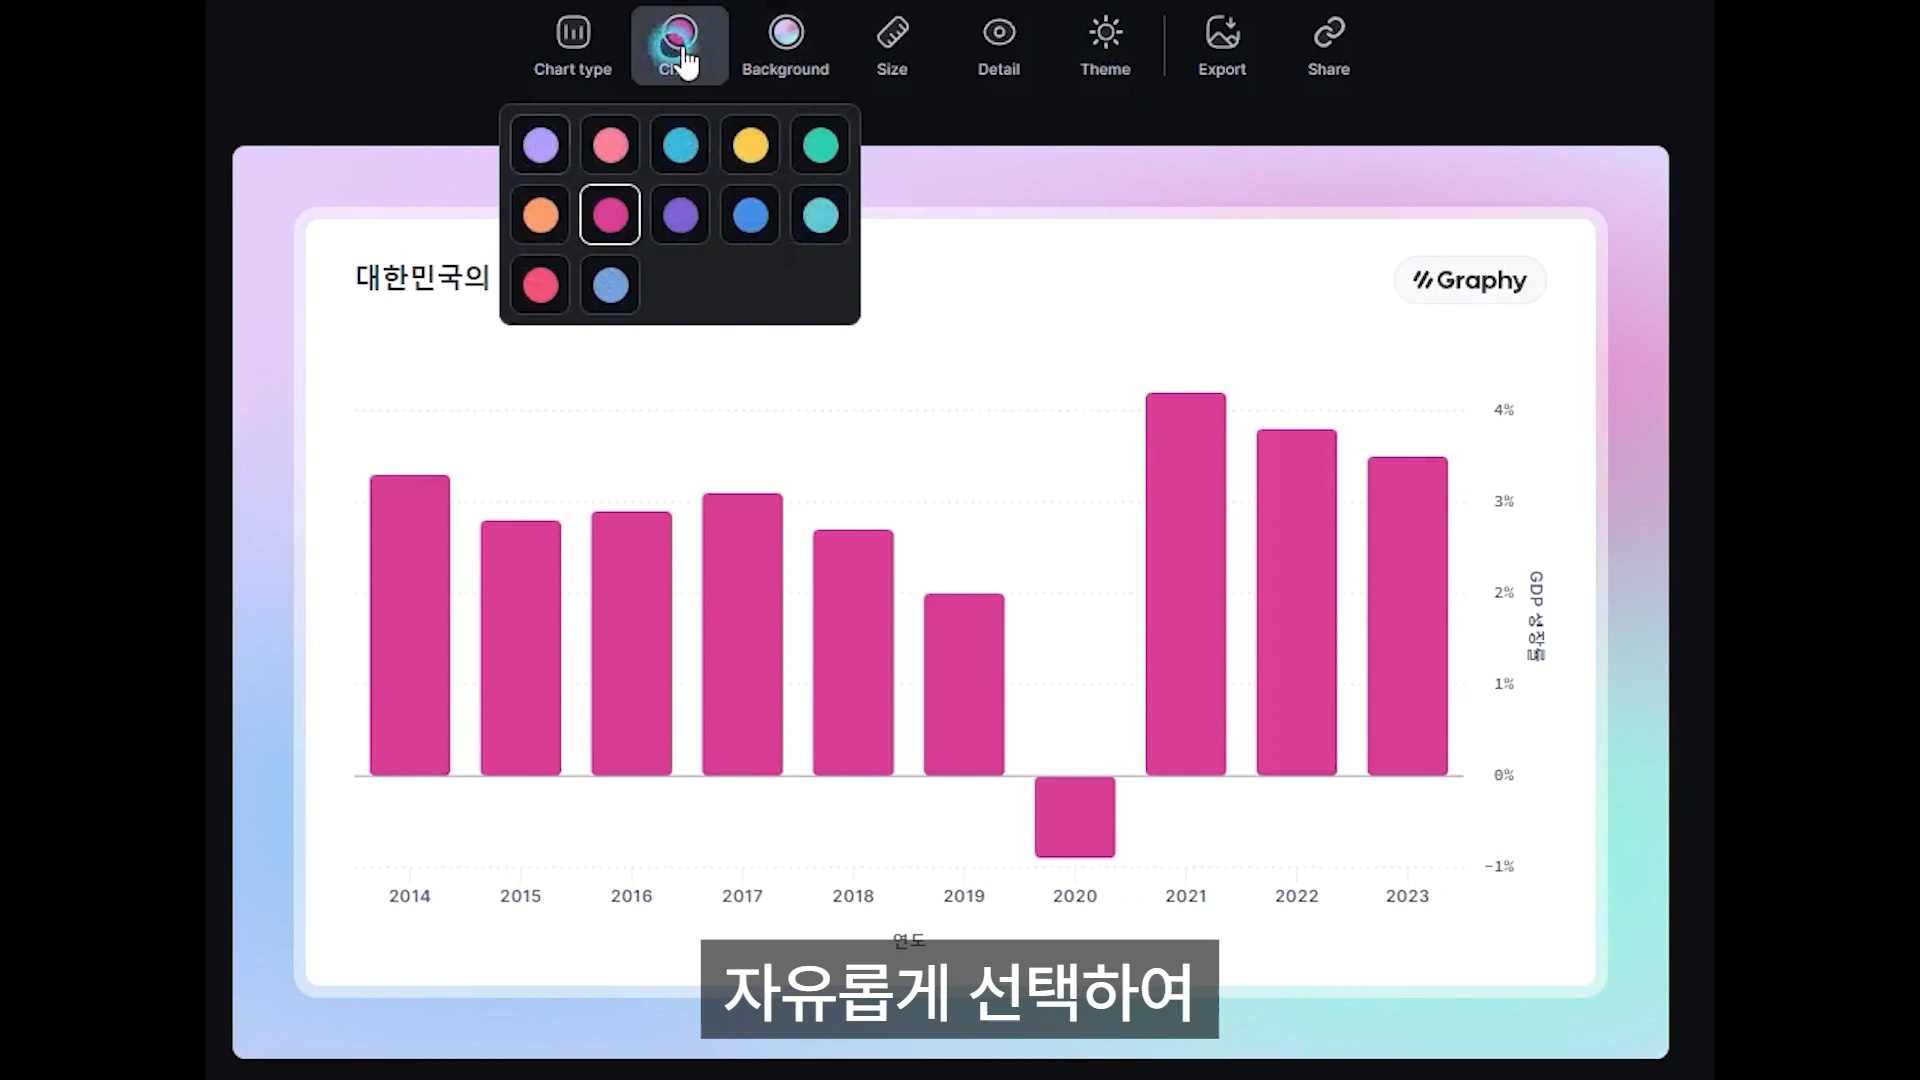 Chart type
Background
Size
Detail
Theme
Export
Share
대한민국의
Graphy
4%
3%
2%
1%
0%
-1%
GDP 성장률
2014 2015 2016 2017 2018 2019 2020 2021 2022 2023
연도
자유롭게 선택하여